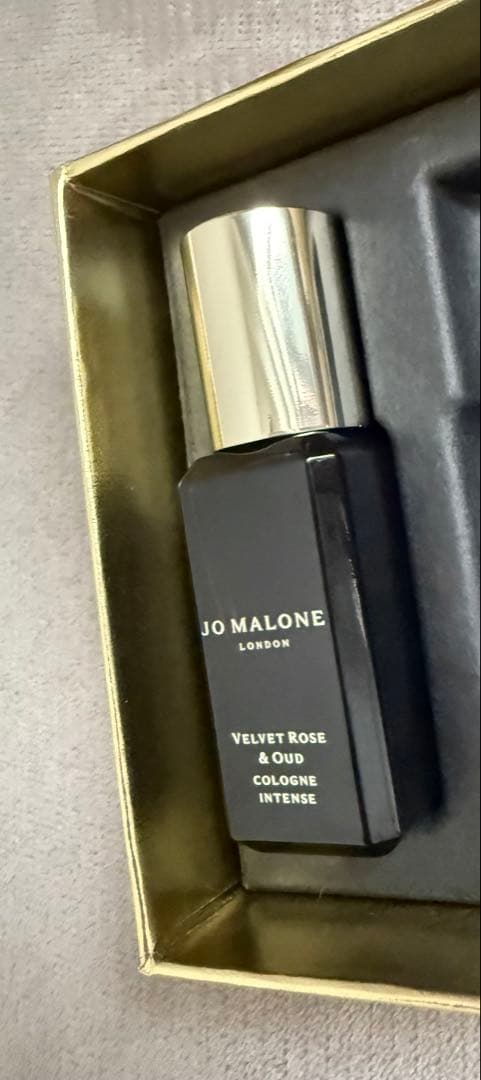 JO MALONE
LONDON
VELVET ROSE
& OUD
COLOGNE
INTENSE